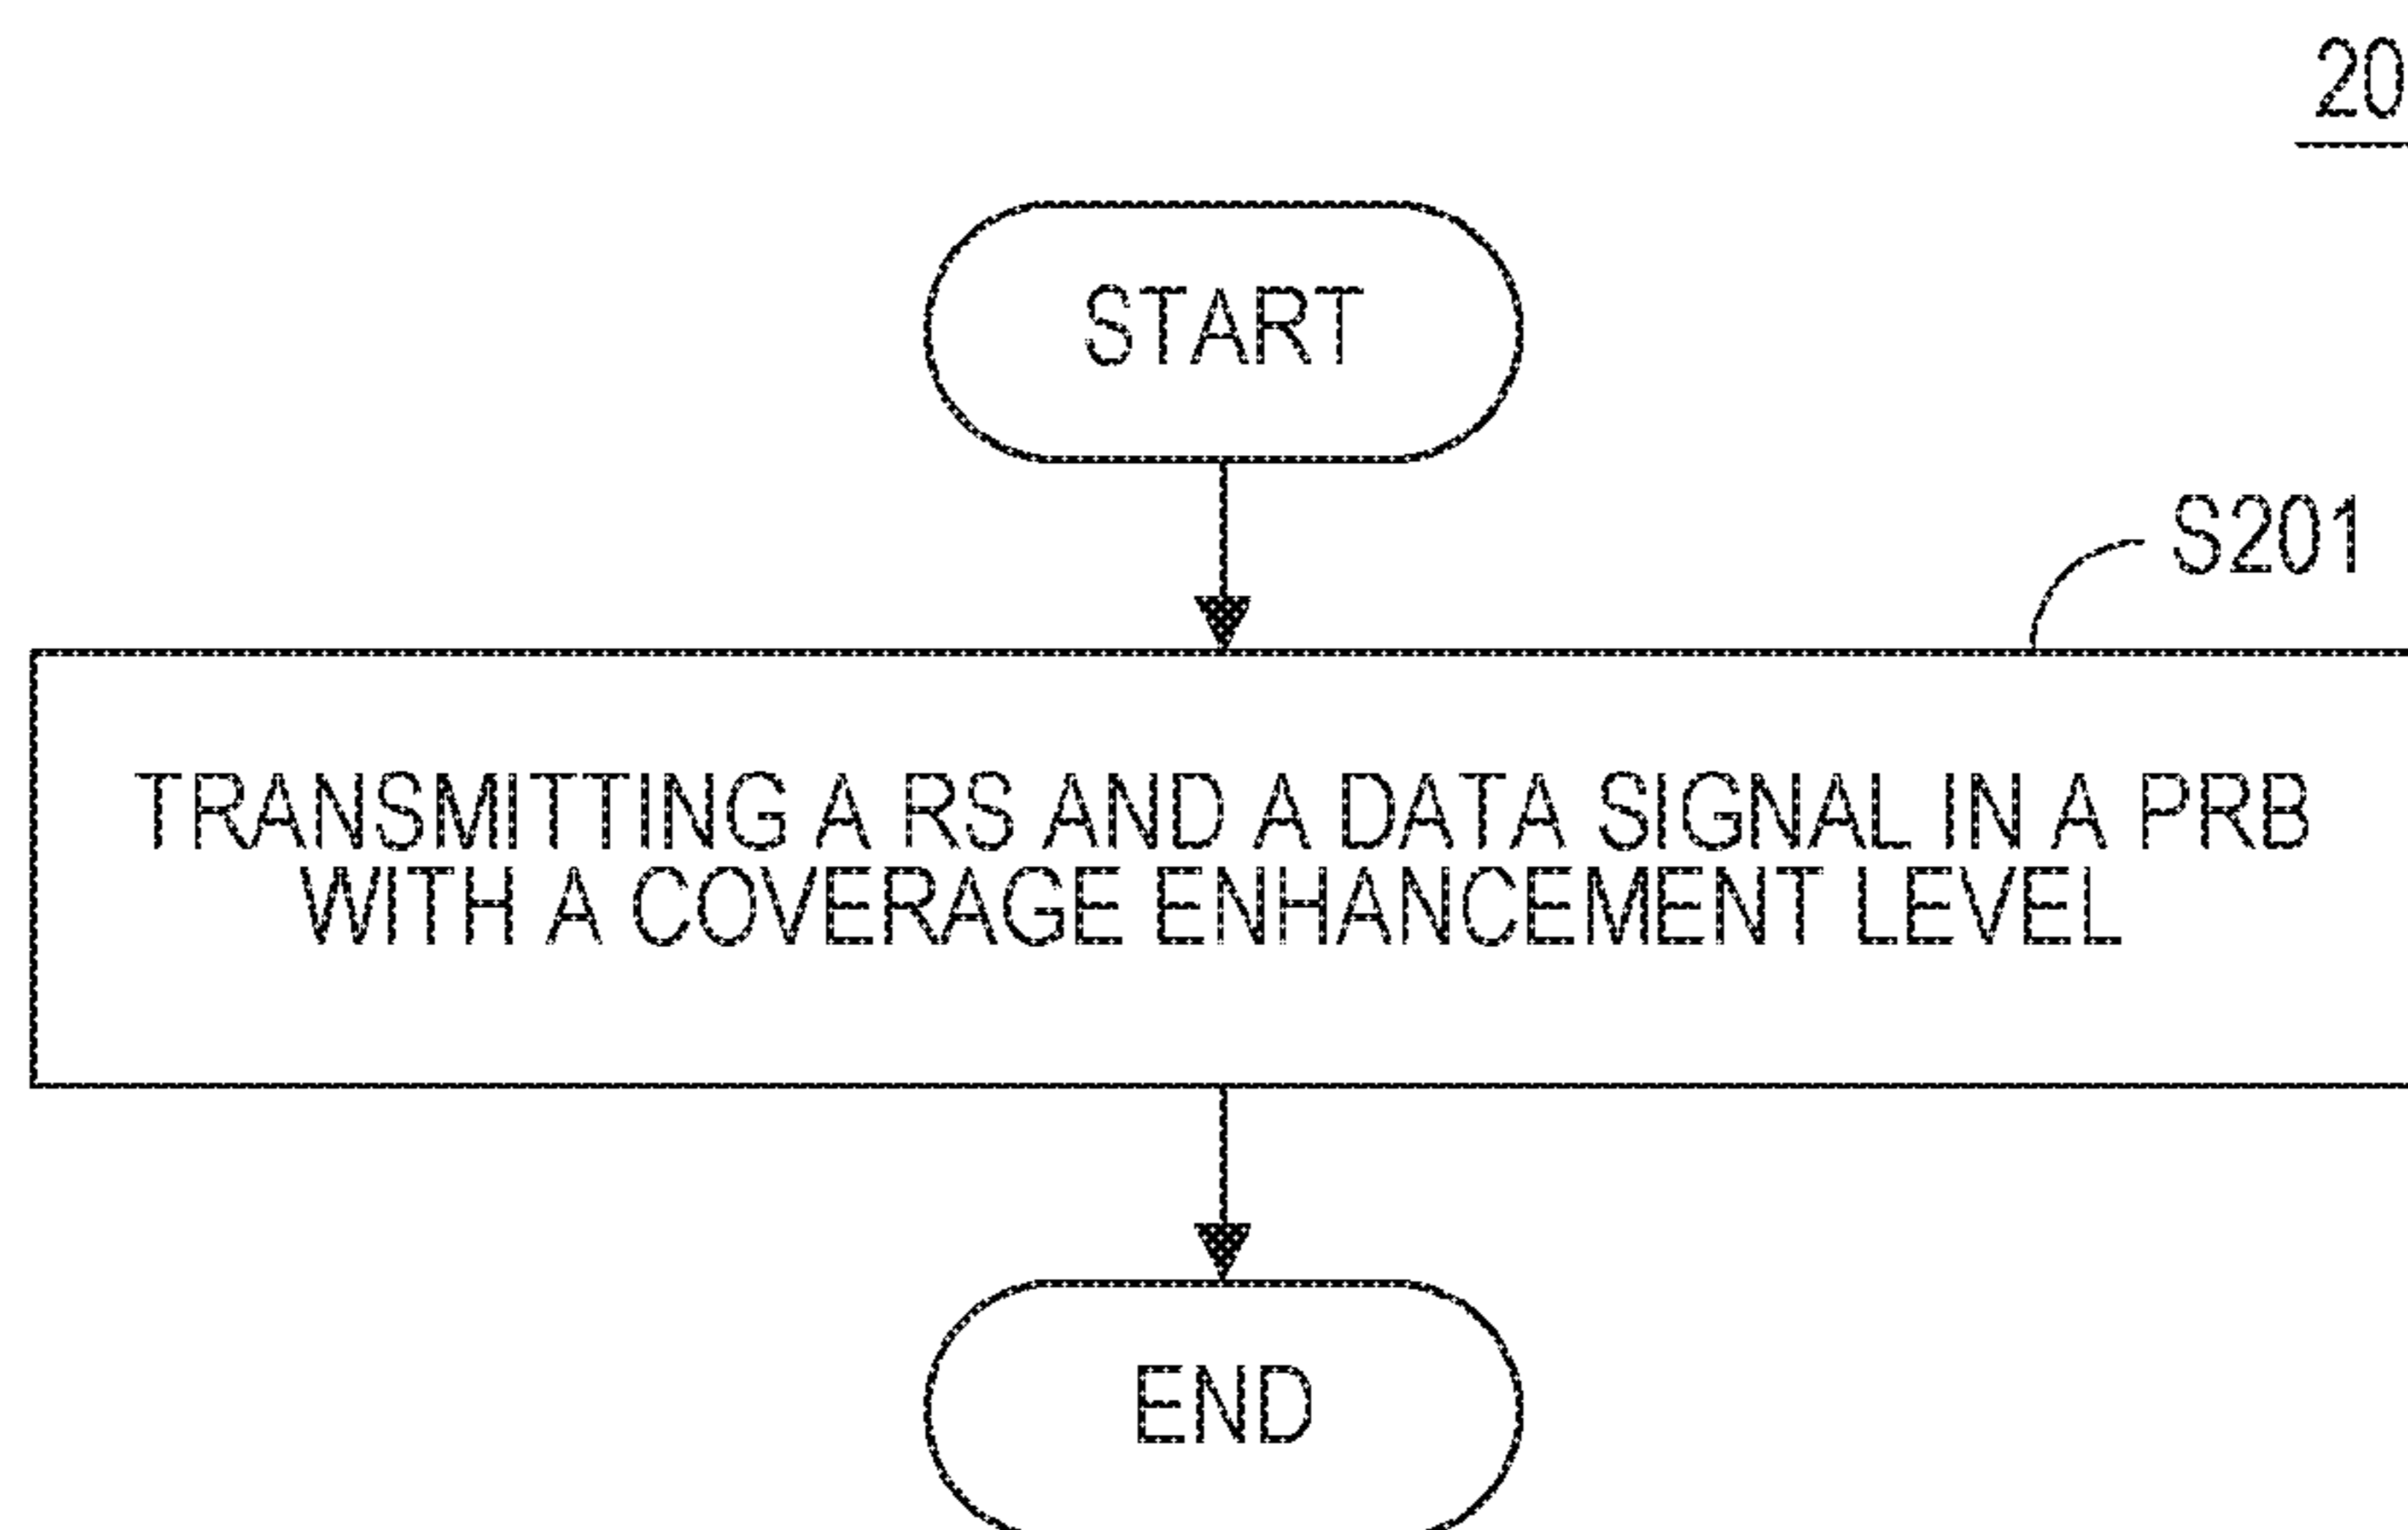 20
START
S201
TRANSMITTING A RS AND A DATA SIGNAL IN A PRB
WITH A COVERAGE ENHANCEMENT LEVEL
END